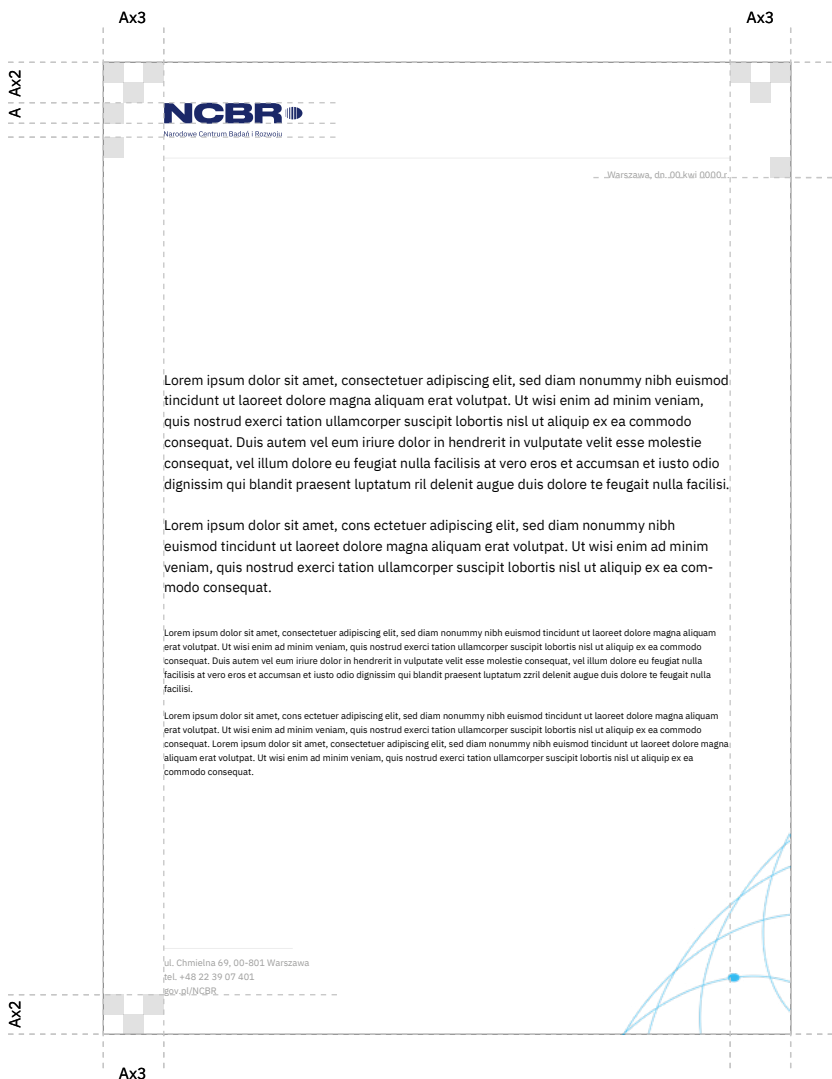 Ax3 Ax3
Ax2
A
NCBR
Narodowe Centrum Badań i Rozwoju
Warszawa, dn. 00 kwi 0000 r.
Lorem ipsum dolor sit amet, consectetuer adipiscing elit, sed diam nonummy nibh euismod
tincidunt ut laoreet dolore magna aliquam erat volutpat. Ut wisi enim ad minim veniam,
quis nostrud exerci tation ullamcorper suscipit lobortis nisl ut aliquip ex ea commodo
consequat. Duis autem vel eum iriure dolor in hendrerit in vulputate velit esse molestie
consequat, vel illum dolore eu feugiat nulla facilisis at vero eros et accumsan et iusto odio
dignissim qui blandit praesent luptatum ril delenit augue duis dolore te feugait nulla facilisi.
Lorem ipsum dolor sit amet, cons ectetuer adipiscing elit, sed diam nonummy nibh
euismod tincidunt ut laoreet dolore magna aliquam erat volutpat. Ut wisi enim ad minim
veniam, quis nostrud exerci tation ullamcorper suscipit lobortis nisl ut aliquip ex ea com-
modo consequat.
Lorem ipsum dolor sit amet, consectetuer adipiscing elit, sed diam nonummy nibh euismod tincidunt ut laoreet dolore magna aliquam
erat volutpat. Ut wisi enim ad minim veniam, quis nostrud exerci tation ullamcorper suscipit lobortis nisl ut aliquip ex ea commodo
consequat. Duis autem vel eum iriure dolor in hendrerit in vulputate velit esse molestie consequat, vel illum dolore eu feugiat nulla
facilisis at vero eros et accumsan et iusto odio dignissim qui blandit praesent luptatum zzril delenit augue duis dolore te feugait nulla
facilisi.
Lorem ipsum dolor sit amet, cons ectetuer adipiscing elit, sed diam nonummy nibh euismod tincidunt ut laoreet dolore magna aliquam
erat volutpat. Ut wisi enim ad minim veniam, quis nostrud exerci tation ullamcorper suscipit lobortis nisl ut aliquip ex ea commodo
consequat. Lorem ipsum dolor sit amet, consectetuer adipiscing elit, sed diam nonummy nibh euismod tincidunt ut laoreet dolore magna
aliquam erat volutpat. Ut wisi enim ad minim veniam, quis nostrud exerci tation ullamcorper suscipit lobortis nisl ut aliquip ex ea
commodo consequat.
ul. Chmielna 69, 00-801 Warszawa
tel. +48 22 39 07 401
gov.pl/NCBR
Ax2
Ax3